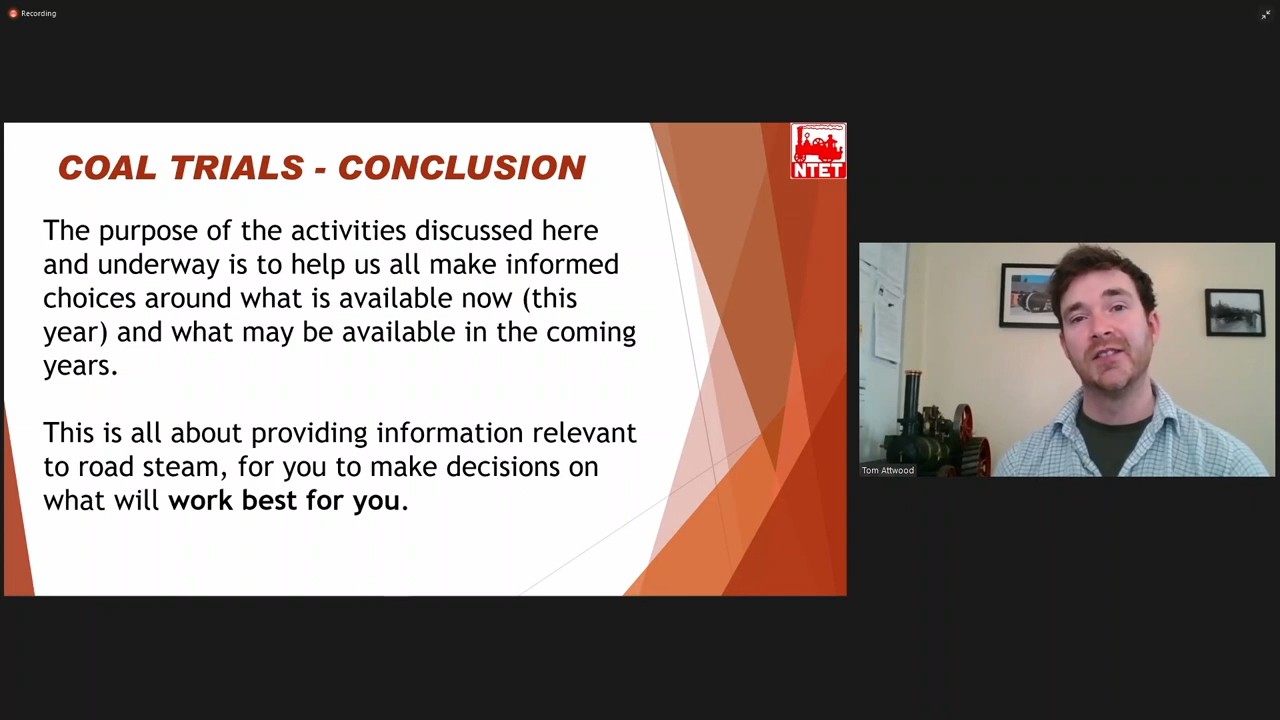 Recording
COAL TRIALS - CONCLUSION
NTET
The purpose of the activities discussed here
and underway is to help us all make informed
choices around what is available now (this
year) and what may be available in the coming
years.
This is all about providing information relevant
to road steam, for you to make decisions on
what will work best for you.
Tom Attwood